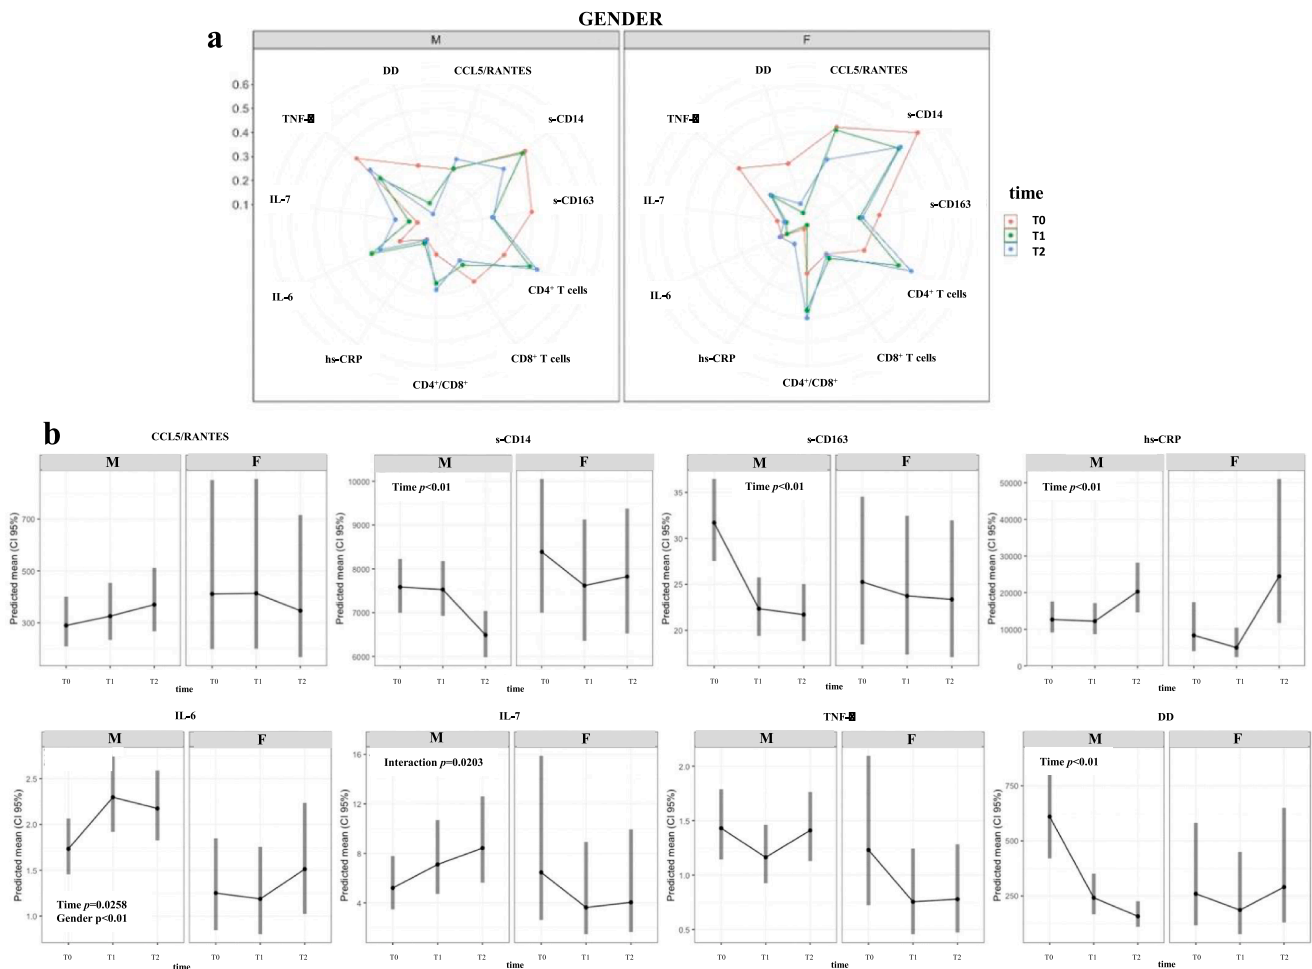 GENDER
a
M
F
DD
CCL5/RANTES
s-CD14
s-CD163
CD4⁺ T cells
CD8⁺ T cells
CD4⁺/CD8⁺
hs-CRP
IL-6
IL-7
TNF-
0.6
0.5
0.4
0.3
0.2
0.1
DD
CCL5/RANTES
s-CD14
s-CD163
CD4⁺ T cells
CD8⁺ T cells
CD4⁺/CD8⁺
hs-CRP
IL-6
IL-7
TNF-
time
T0
T1
T2
b
CCL5/RANTES
M
F
Predicted mean (CI 95%)
700
500
300
T0 T1 T2 T0 T1 T2
time
s-CD14
M
F
Time p<0.01
Predicted mean (CI 95%)
10000
9000
8000
7000
6000
T0 T1 T2 T0 T1 T2
time
s-CD163
M
F
Time p<0.01
Predicted mean (CI 95%)
35
30
25
20
T0 T1 T2 T0 T1 T2
time
hs-CRP
M
F
Time p<0.01
Predicted mean (CI 95%)
50000
40000
30000
20000
10000
0
T0 T1 T2 T0 T1 T2
time
IL-6
M
F
Predicted mean (CI 95%)
2.5
2.0
1.5
1.0
Time p=0.0258
Gender p<0.01
T0 T1 T2 T0 T1 T2
time
IL-7
M
F
Interaction p=0.0203
Predicted mean (CI 95%)
16
12
8
4
T0 T1 T2 T0 T1 T2
time
TNF-
M
F
Predicted mean (CI 95%)
2.0
1.5
1.0
0.5
T0 T1 T2 T0 T1 T2
time
DD
M
F
Time p<0.01
Predicted mean (CI 95%)
750
500
250
T0 T1 T2 T0 T1 T2
time